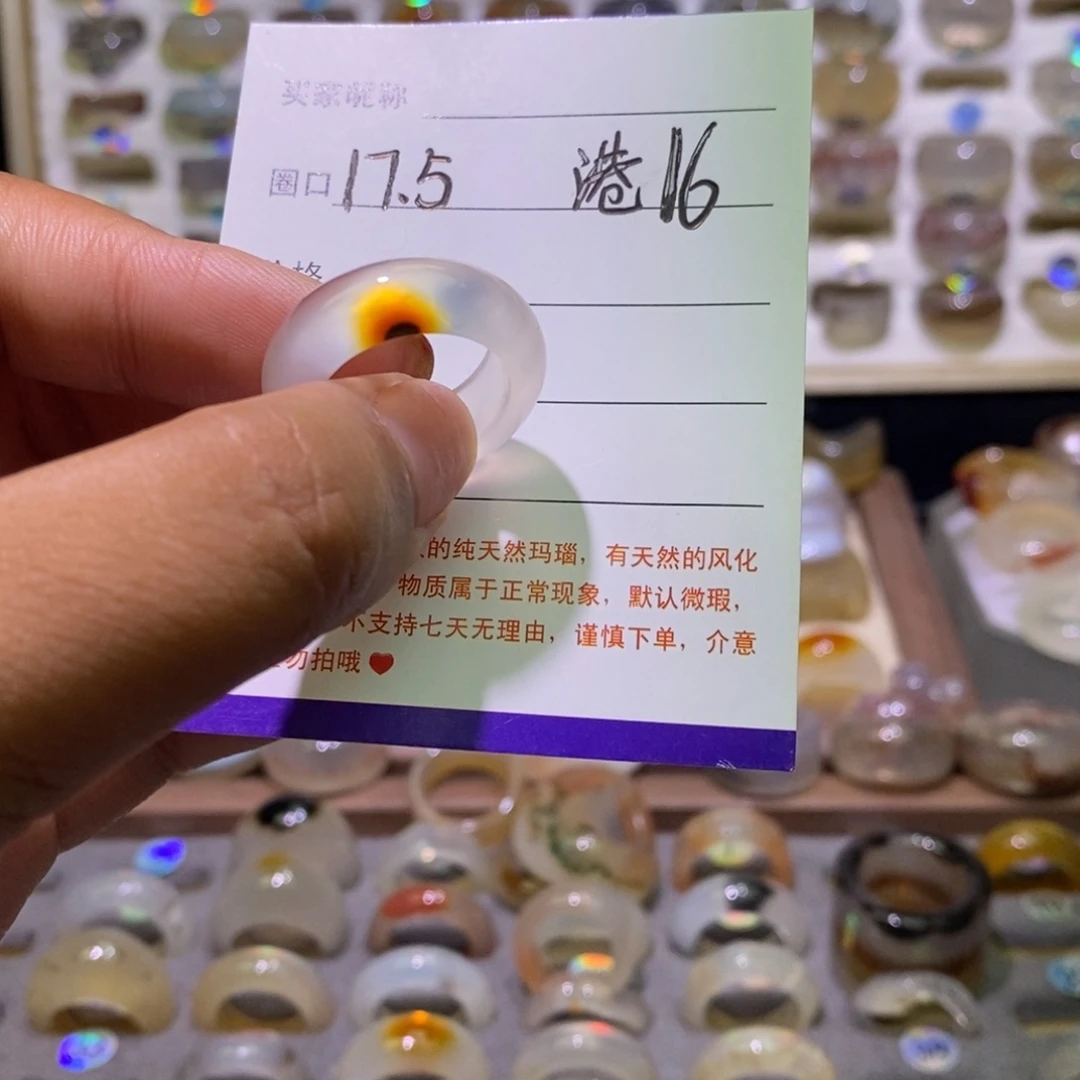 买家昵称
圈口 17.5 港16
格
的纯天然玛瑙，有天然的风化
物质属于正常现象，默认微瑕，
不支持七天无理由，谨慎下单，介意
勿拍哦